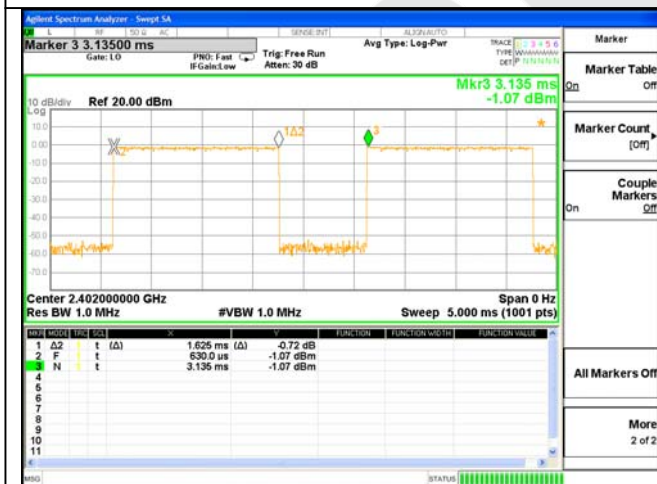 Agilent Spectrum Analyzer - Swept SA
L RF 50 Ω AC SENSE:INT ALIGNAUTO
Marker 3 3.13500 ms
Gate: LO
PNO: Fast
IFGain:Low
Trig: Free Run
Atten: 30 dB
Avg Type: Log-Pwr
TRACE 1 2 3 4 5 6
TYPE
DET P N N N N N
Mkr3 3.135 ms
-1.07 dBm
10 dB/div Ref 20.00 dBm
Log
10.0
0.00
-10.0
-20.0
-30.0
-40.0
-50.0
-60.0
-70.0
X2
1Δ2
3
Center 2.402000000 GHz
Span 0 Hz
Res BW 1.0 MHz
#VBW 1.0 MHz
Sweep 5.000 ms (1001 pts)
MKR MODE TRC SCL X Y FUNCTION FUNCTION WIDTH FUNCTION VALUE
1 Δ2 1 t (Δ) 1.625 ms (Δ) -0.72 dB
2 F 1 t 630.0 us -1.07 dBm
3 N 1 t 3.135 ms -1.07 dBm
4
5
6
7
8
9
10
11
MSG
STATUS
Marker
Marker Table
On Off
Marker Count
[Off]
Couple
Markers
On Off
All Markers Off
More
2 of 2